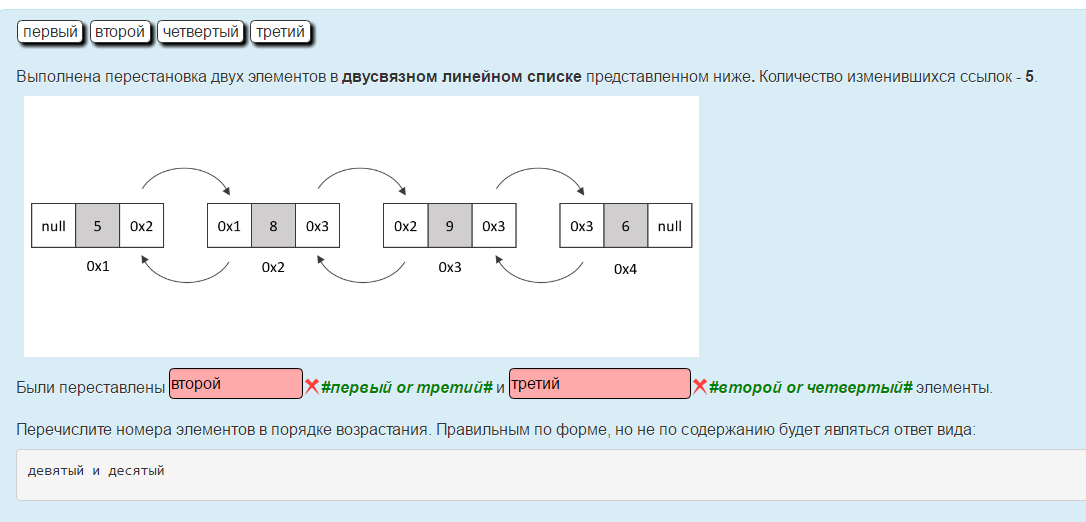 первый второй четвертый третий
Выполнена перестановка двух элементов в двусвязном линейном списке представленном ниже. Количество изменившихся ссылок - 5.
null 5 0x2 0x1 8 0x3 0x2 9 0x3 0x3 6 null
0x1 0x2 0x3 0x4
Были переставлены второй #первый or третий# и третий #второй or четвертый# элементы.
Перечислите номера элементов в порядке возрастания. Правильным по форме, но не по содержанию будет являться ответ вида:
девятый и десятый